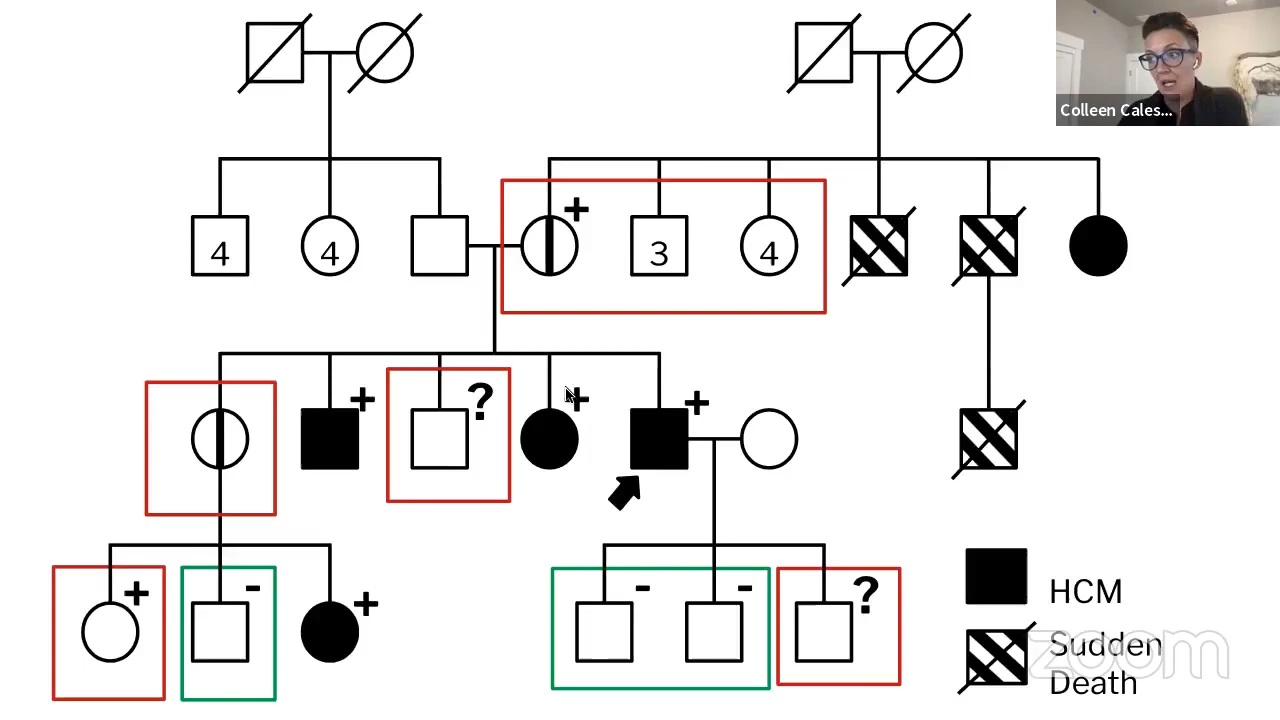 Colleen Cales...
+
4 4 3 4
+ ? + +
+ - + - - ?
HCM
Sudden
Death
zoom